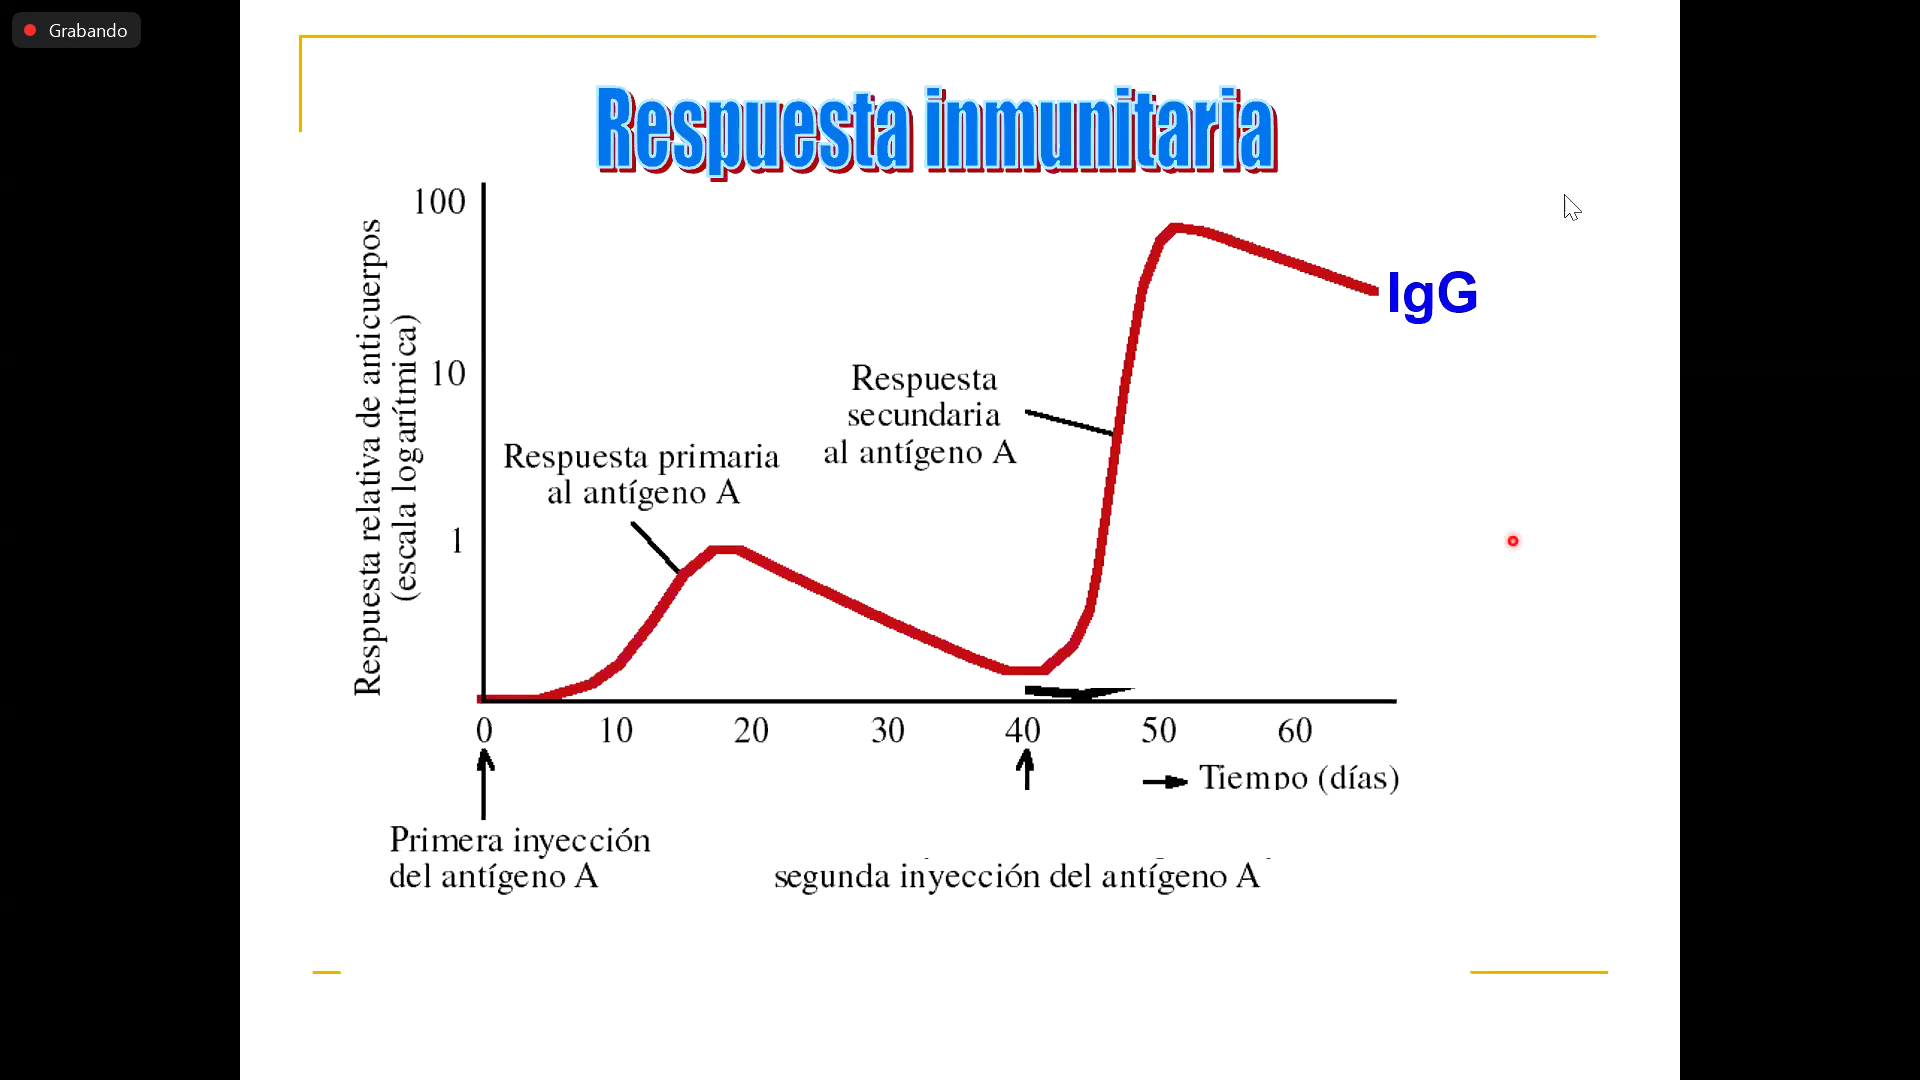 Grabando
Respuesta inmunitaria
100
10
1
Respuesta relativa de anticuerpos
(escala logarítmica)
Respuesta primaria
al antígeno A
Respuesta
secundaria
al antígeno A
IgG
0 10 20 30 40 50 60
Tiempo (días)
Primera inyección
del antígeno A
segunda inyección del antígeno A